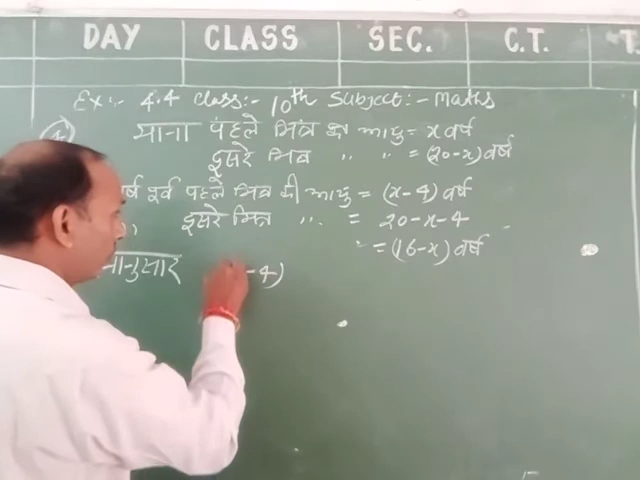 DAY CLASS SEC. C.T. T.
Ex:- 4.4 Class:- 10th Subject:- Maths
माना पहले मित्र की आयु = x वर्ष
दूसरे मित्र " " = (20-x) वर्ष
वर्ष पूर्व पहले मित्र की आयु = (x-4) वर्ष
" दूसरे मित्र " = 20-x-4
" = (16-x) वर्ष
नुसार -4)